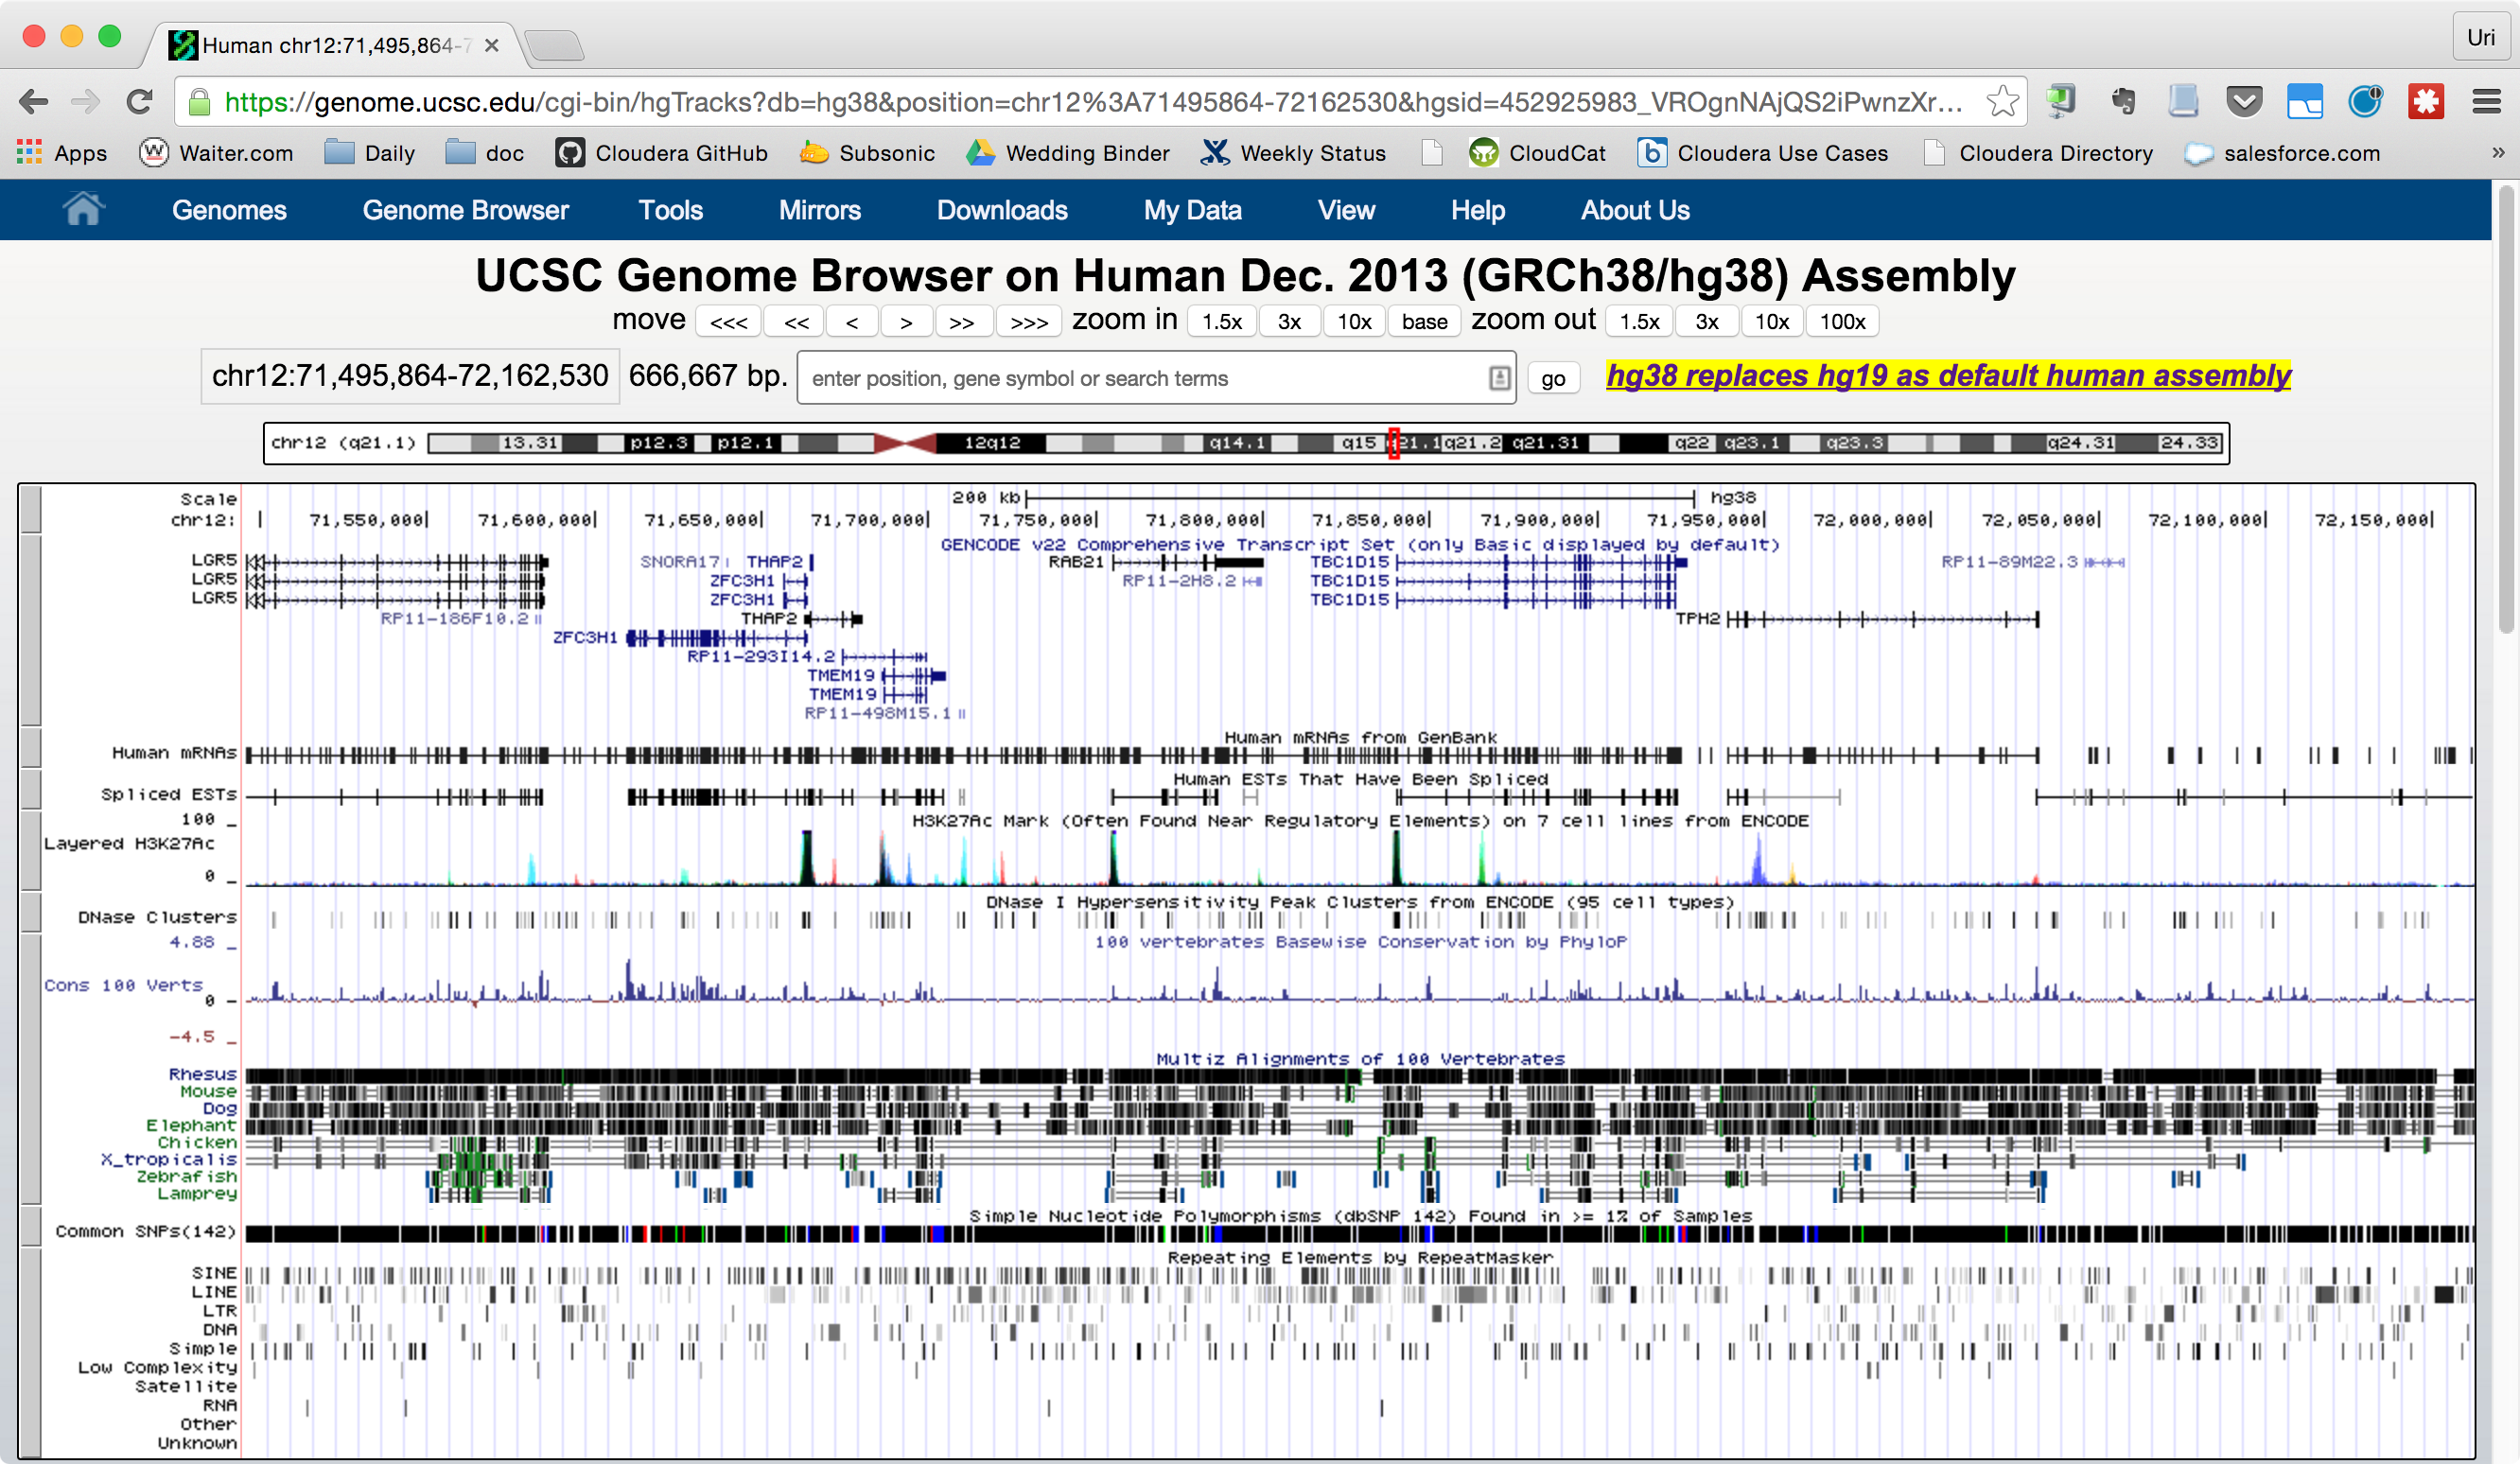 Human chr12:71,495,864-7
Uri
https://genome.ucsc.edu/cgi-bin/hgTracks?db=hg38&position=chr12%3A71495864-72162530&hgsid=452925983_VROgnNAjQS2iPwnzXr...
Apps Waiter.com Daily doc Cloudera GitHub Subsonic Wedding Binder Weekly Status CloudCat Cloudera Use Cases Cloudera Directory salesforce.com »
Genomes Genome Browser Tools Mirrors Downloads My Data View Help About Us
UCSC Genome Browser on Human Dec. 2013 (GRCh38/hg38) Assembly
move <<< << < > >> >>> zoom in 1.5x 3x 10x base zoom out 1.5x 3x 10x 100x
chr12:71,495,864-72,162,530 666,667 bp. enter position, gene symbol or search terms go hg38 replaces hg19 as default human assembly
chr12 (q21.1) 13.31 p12.3 p12.1 12q12 q14.1 q15 q21.1 q21.2 q21.31 q22 q23.1 q23.3 q24.31 24.33
Scale 200 kb hg38
chr12: 71,550,000 71,600,000 71,650,000 71,700,000 71,750,000 71,800,000 71,850,000 71,900,000 71,950,000 72,000,000 72,050,000 72,100,000 72,150,000
GENCODE v22 Comprehensive Transcript Set (only Basic displayed by default)
LGR5 SNORA17 THAP2 RAB21 TBC1D15 RP11-89M22.3
LGR5 ZFC3H1 RP11-2H8.2 TBC1D15
LGR5 ZFC3H1 TBC1D15
RP11-186F10.2 THAP2 TPH2
ZFC3H1
RP11-293I14.2
TMEM19
TMEM19
RP11-498M15.1
Human mRNAs from GenBank
Human mRNAs
Human ESTs That Have Been Spliced
Spliced ESTs
H3K27Ac Mark (Often Found Near Regulatory Elements) on 7 cell lines from ENCODE
100 _
Layered H3K27Ac
0 _
DNase I Hypersensitivity Peak Clusters from ENCODE (95 cell types)
DNase Clusters
100 vertebrates Basewise Conservation by PhyloP
4.88 _
Cons 100 Verts
0 -
-4.5 _
Multiz Alignments of 100 Vertebrates
Rhesus
Mouse
Dog
Elephant
Chicken
X_tropicalis
Zebrafish
Lamprey
Simple Nucleotide Polymorphisms (dbSNP 142) Found in >= 1% of Samples
Common SNPs(142)
Repeating Elements by RepeatMasker
SINE
LINE
LTR
DNA
Simple
Low Complexity
Satellite
RNA
Other
Unknown